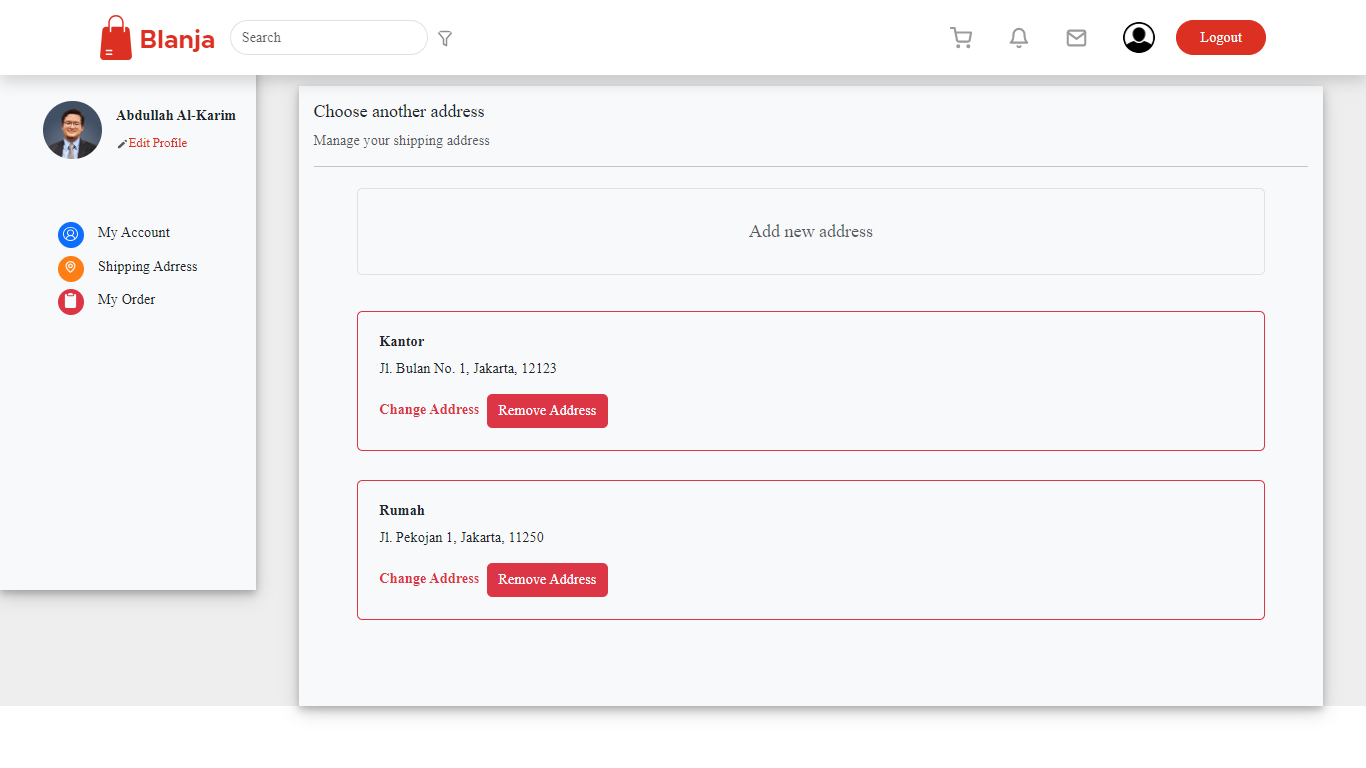 Blanja
Search
Logout
Abdullah Al-Karim
Edit Profile
My Account
Shipping Adrress
My Order
Choose another address
Manage your shipping address
Add new address
Kantor
Jl. Bulan No. 1, Jakarta, 12123
Change Address Remove Address
Rumah
Jl. Pekojan 1, Jakarta, 11250
Change Address Remove Address